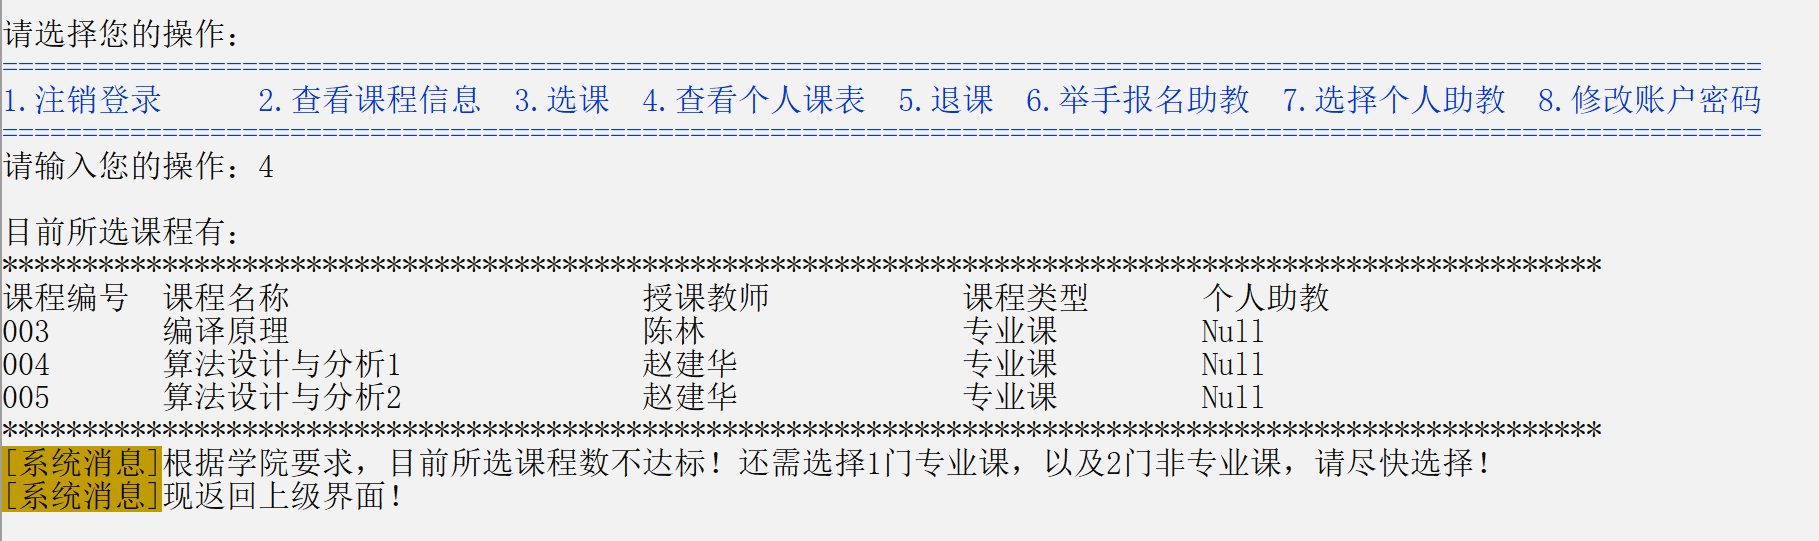 请选择您的操作：
==============================================================================================================
1.注销登录      2.查看课程信息  3.选课  4.查看个人课表  5.退课  6.举手报名助教  7.选择个人助教  8.修改账户密码
==============================================================================================================
请输入您的操作：4
目前所选课程有：
****************************************************************************************************
课程编号  课程名称                      授课教师            课程类型       个人助教
003       编译原理                      陈林                专业课         Null
004       算法设计与分析1               赵建华              专业课         Null
005       算法设计与分析2               赵建华              专业课         Null
****************************************************************************************************
[系统消息]根据学院要求，目前所选课程数不达标！还需选择1门专业课，以及2门非专业课，请尽快选择！
[系统消息]现返回上级界面！